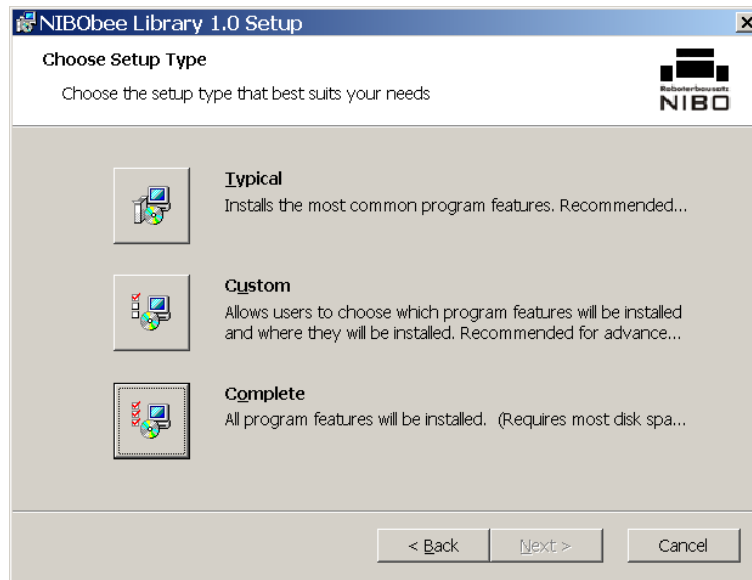 NIBObee Library 1.0 Setup
Choose Setup Type
Choose the setup type that best suits your needs
Roboterbausatz
NIBO
Typical
Installs the most common program features. Recommended...
Custom
Allows users to choose which program features will be installed
and where they will be installed. Recommended for advance...
Complete
All program features will be installed. (Requires most disk spa...
< Back
Next >
Cancel